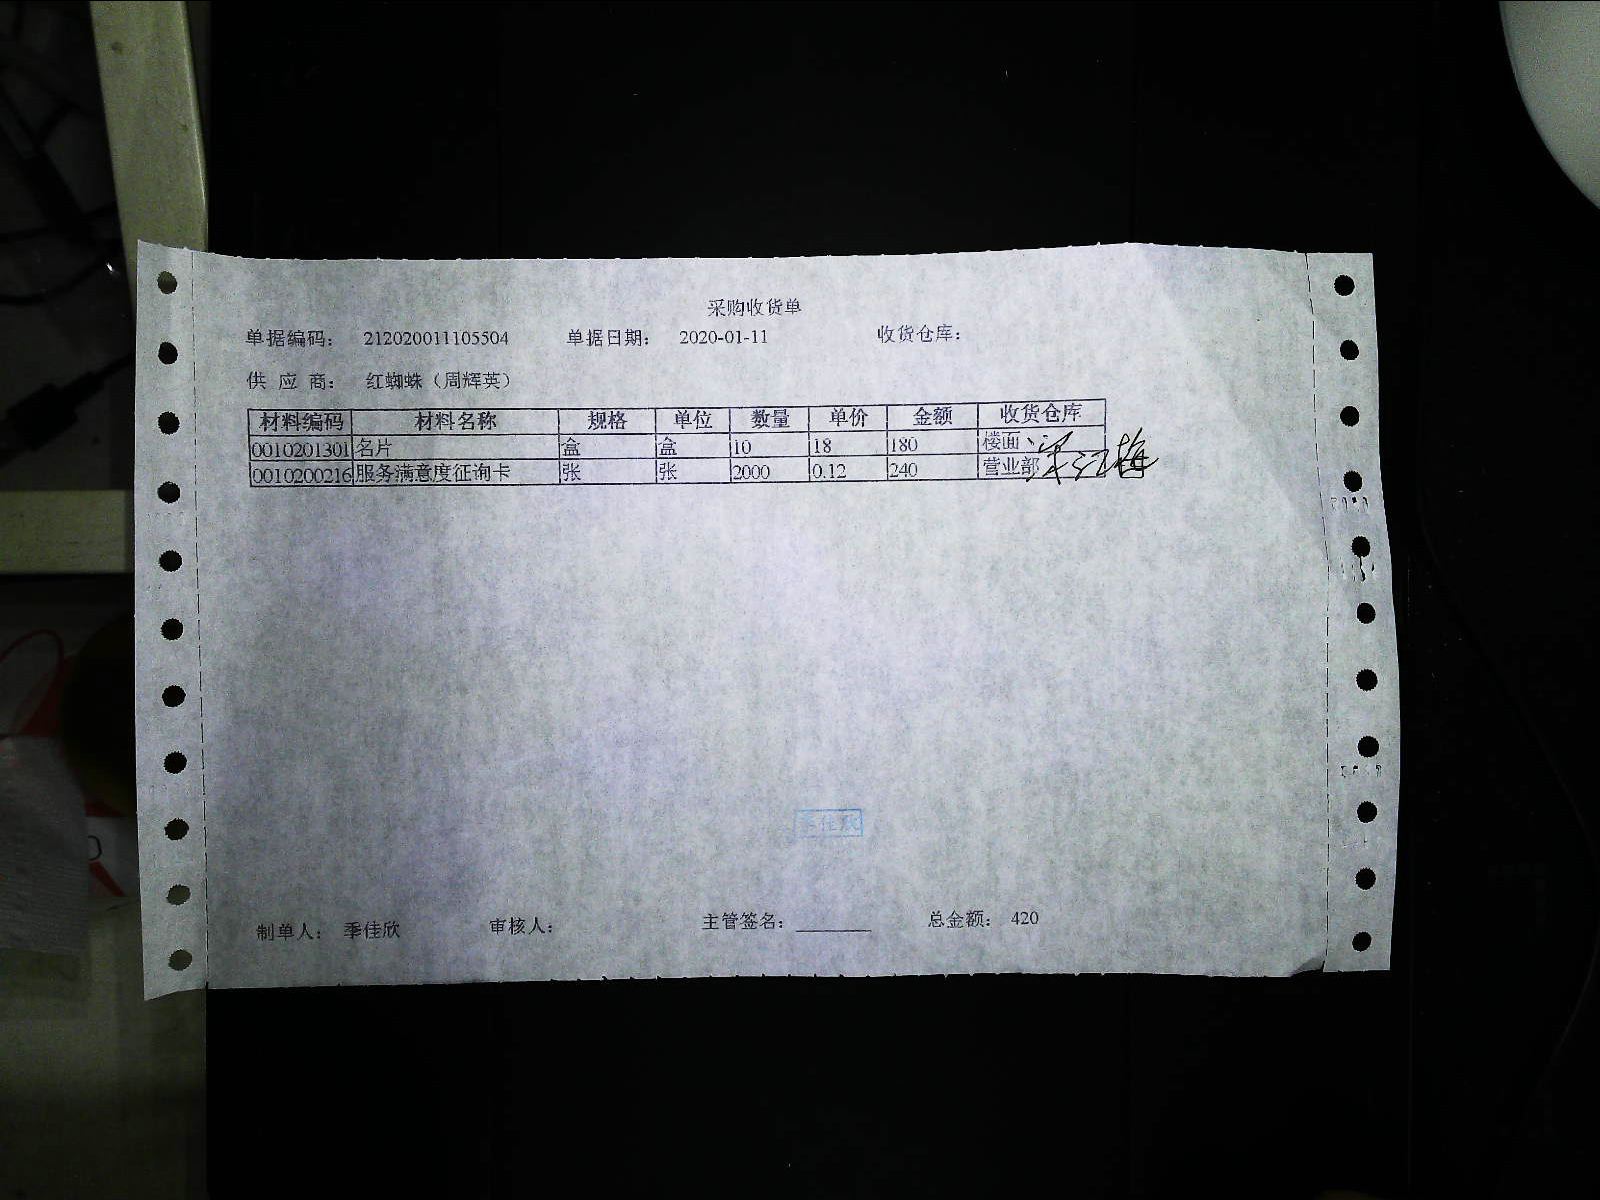 采购收货单
单据编码: 212020011105504 单据日期: 2020-01-11 收货仓库:
供 应 商: 红蜘蛛（周辉英）
材料编码 材料名称 规格 单位 数量 单价 金额 收货仓库
0010201301 名片 盒 盒 10 18 180 楼面
0010200216 服务满意度征询卡 张 张 2000 0.12 240 营业部
季佳欣
制单人: 季佳欣 审核人: 主管签名: 总金额: 420